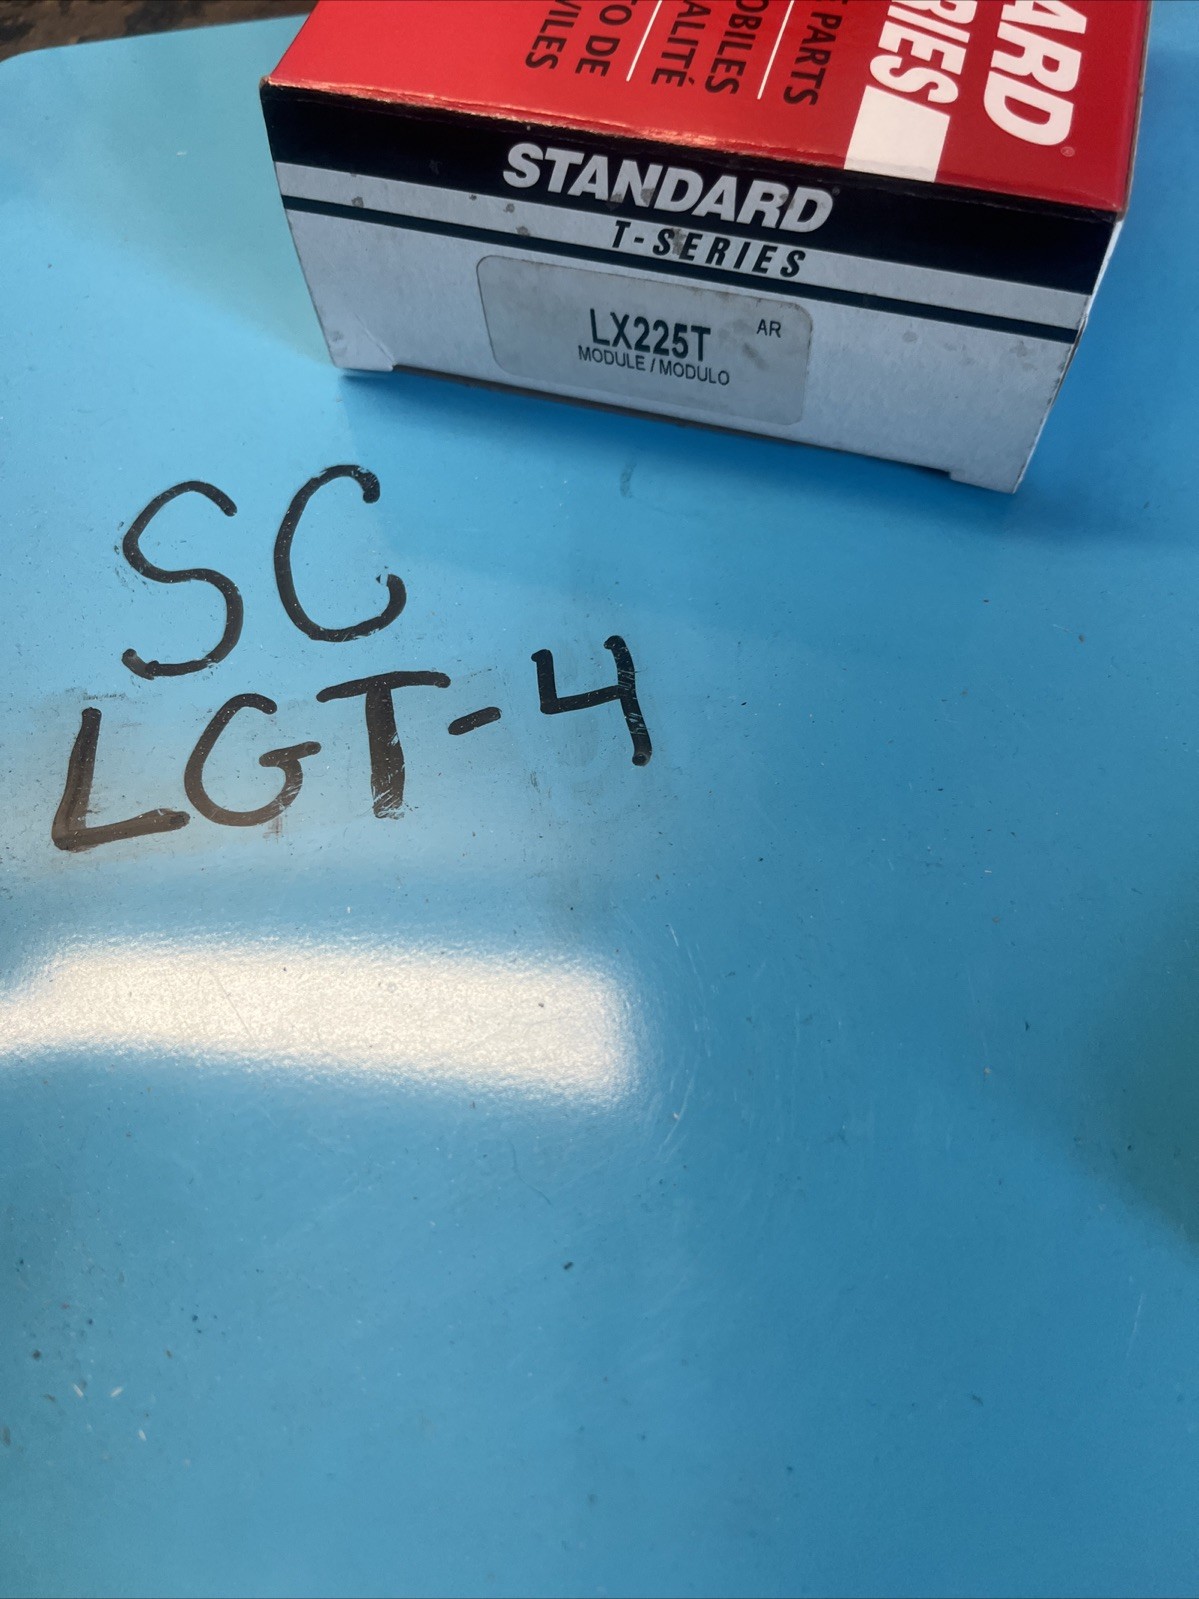 ARD®
RIES
PARTS
OBILES
ALITÉ
TO DE
VILES
STANDARD
T-SERIES
LX225T AR
MODULE / MODULO
SC
LGT-4